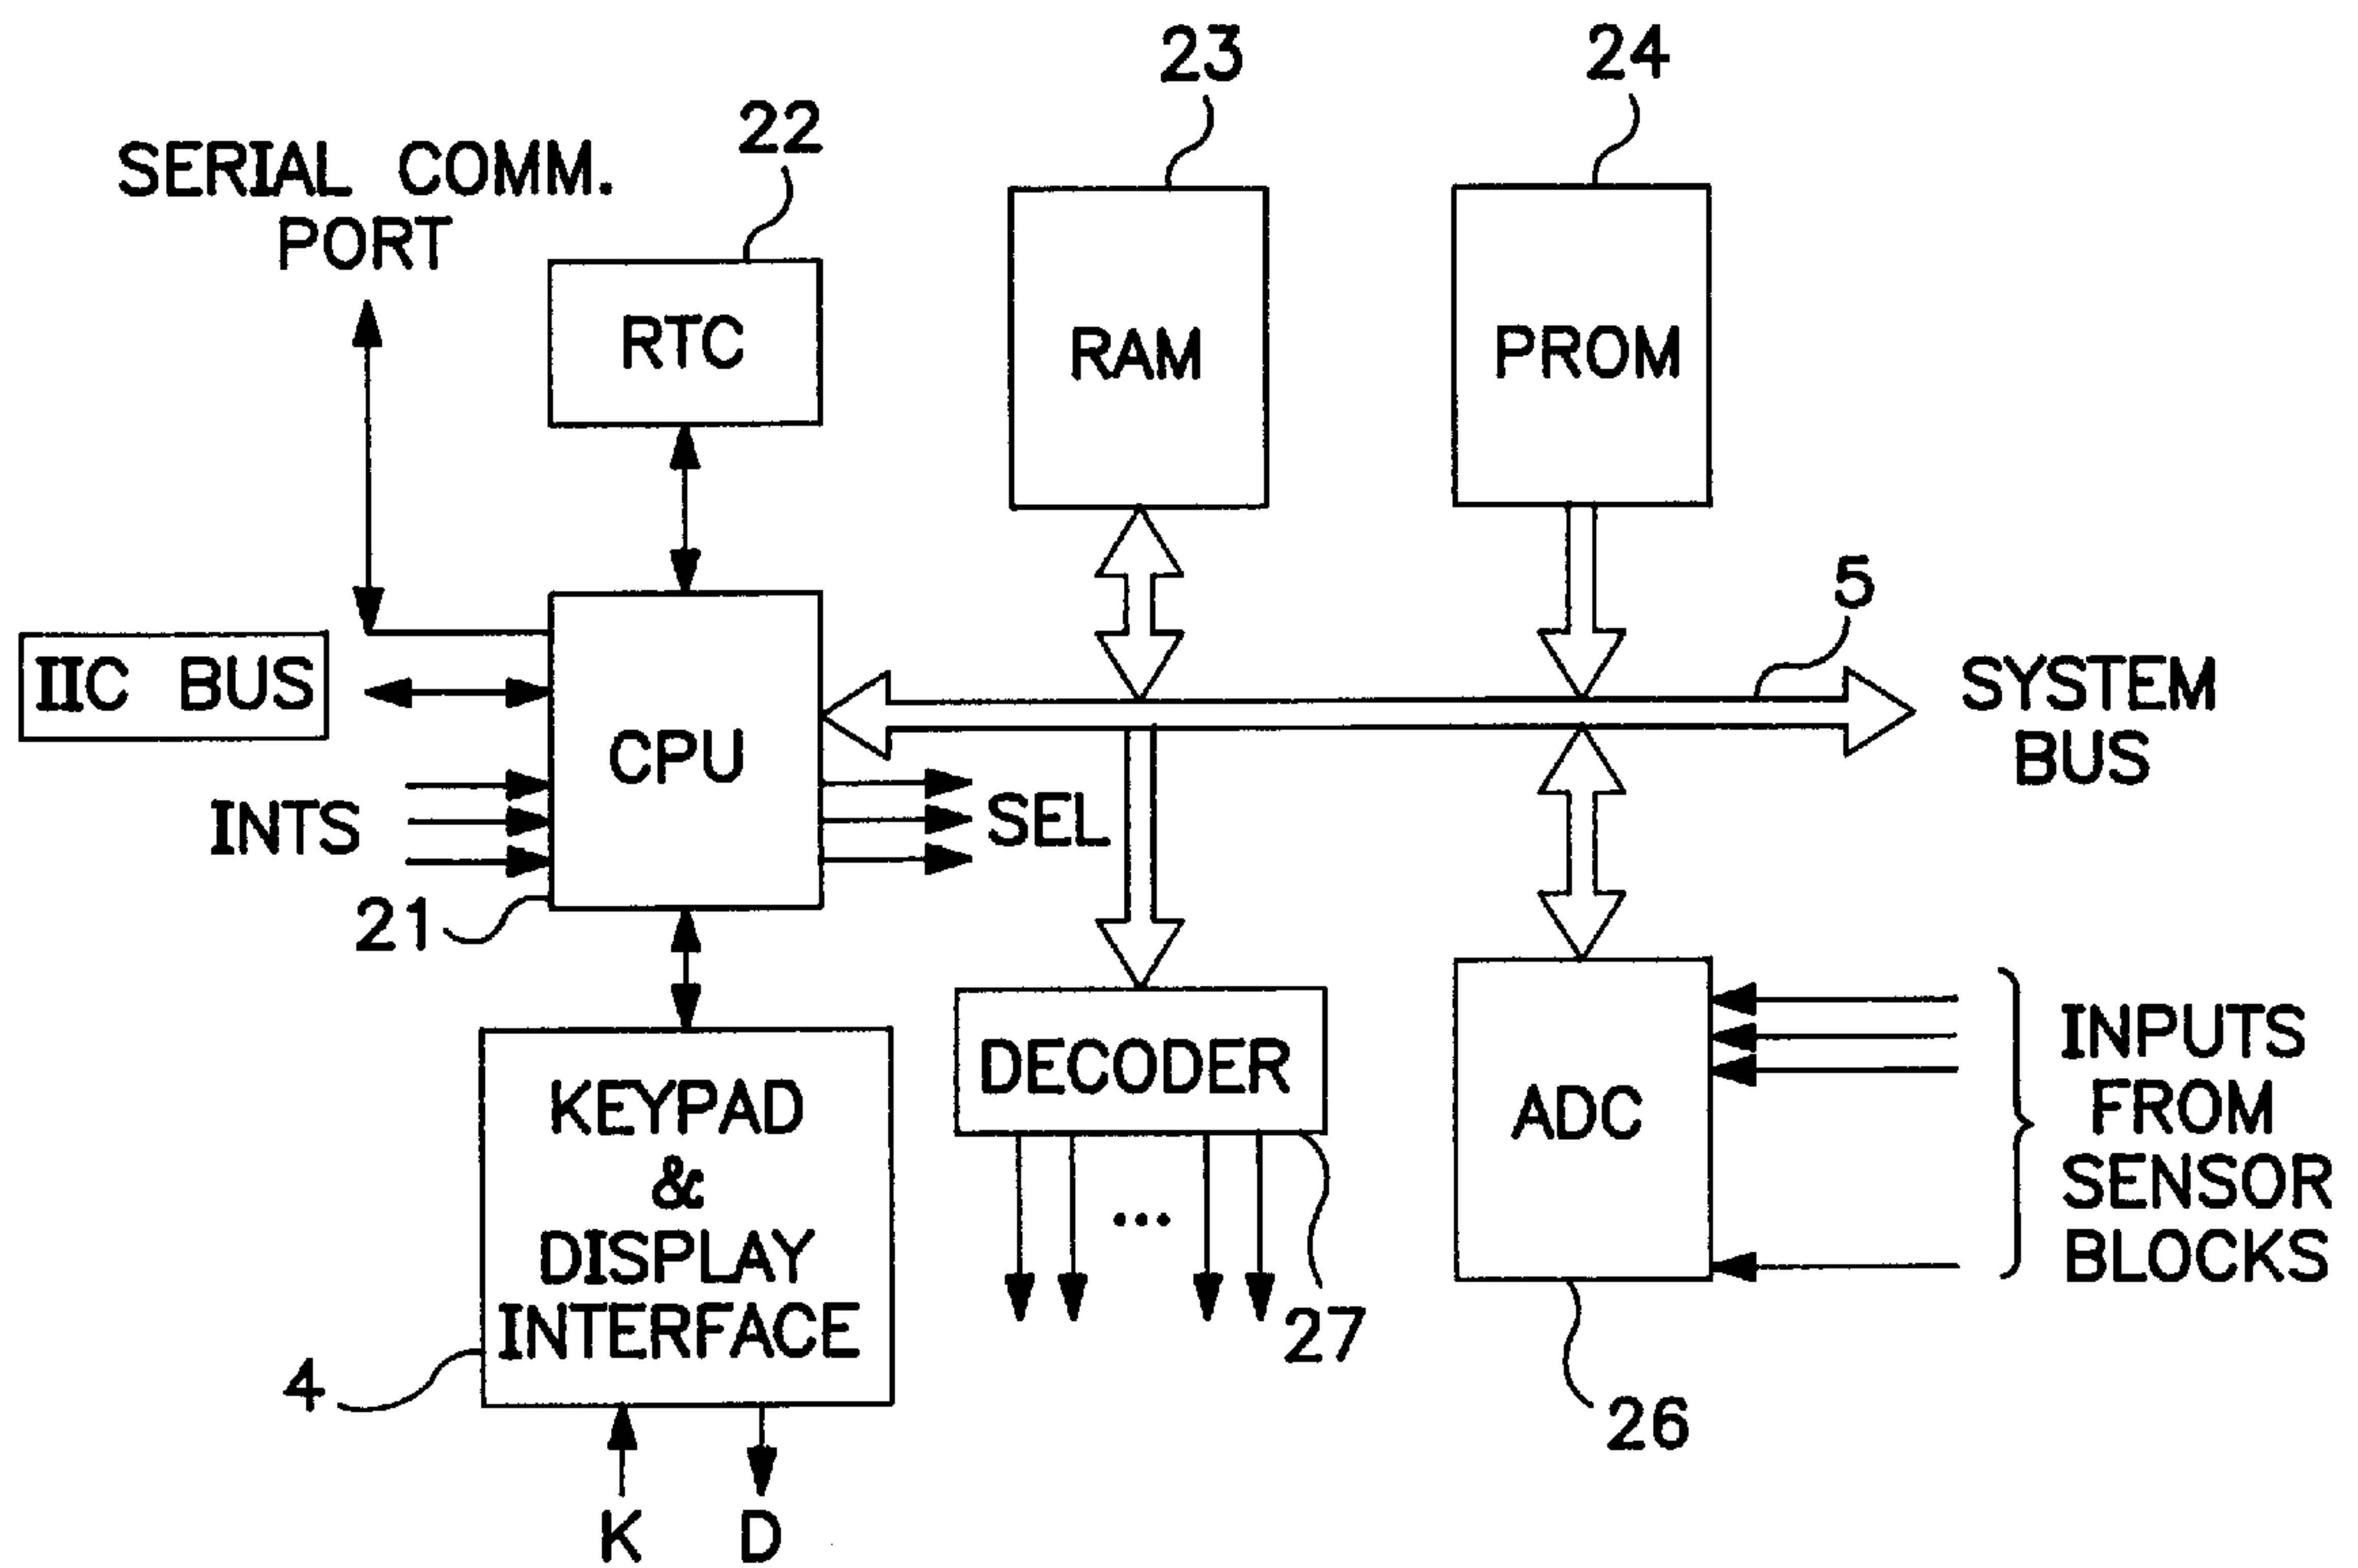 23
24
22
SERIAL COMM.
PORT
RTC
RAM
PROM
5
IIC BUS
SYSTEM
BUS
CPU
INTS
SEL
21
DECODER
INPUTS
FROM
SENSOR
BLOCKS
KEYPAD
&
DISPLAY
INTERFACE
ADC
...
27
4
26
K
D